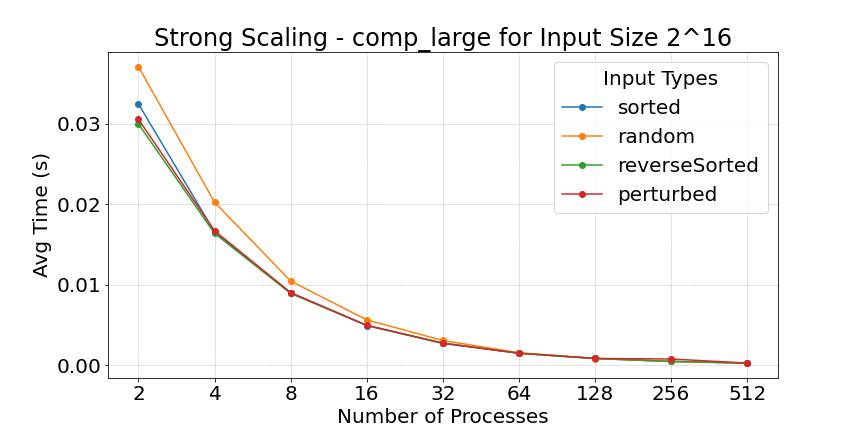 Strong Scaling - comp_large for Input Size 2^16
Input Types
sorted
random
reverseSorted
perturbed
Avg Time (s)
0.03
0.02
0.01
0.00
2 4 8 16 32 64 128 256 512
Number of Processes